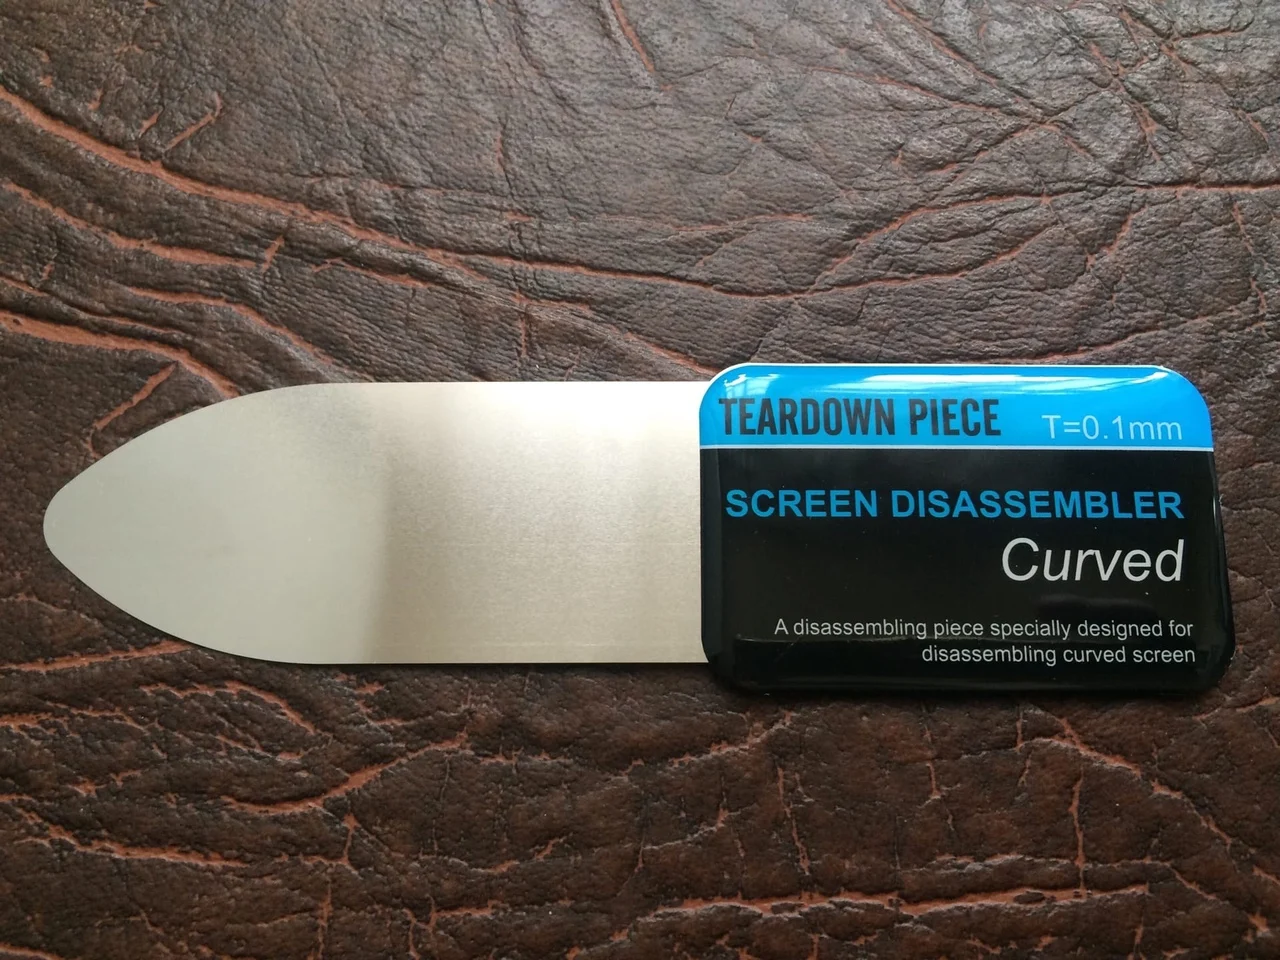 TEARDOWN PIECE T=0.1mm
SCREEN DISASSEMBLER
Curved
A disassembling piece specially designed for
disassembling curved screen